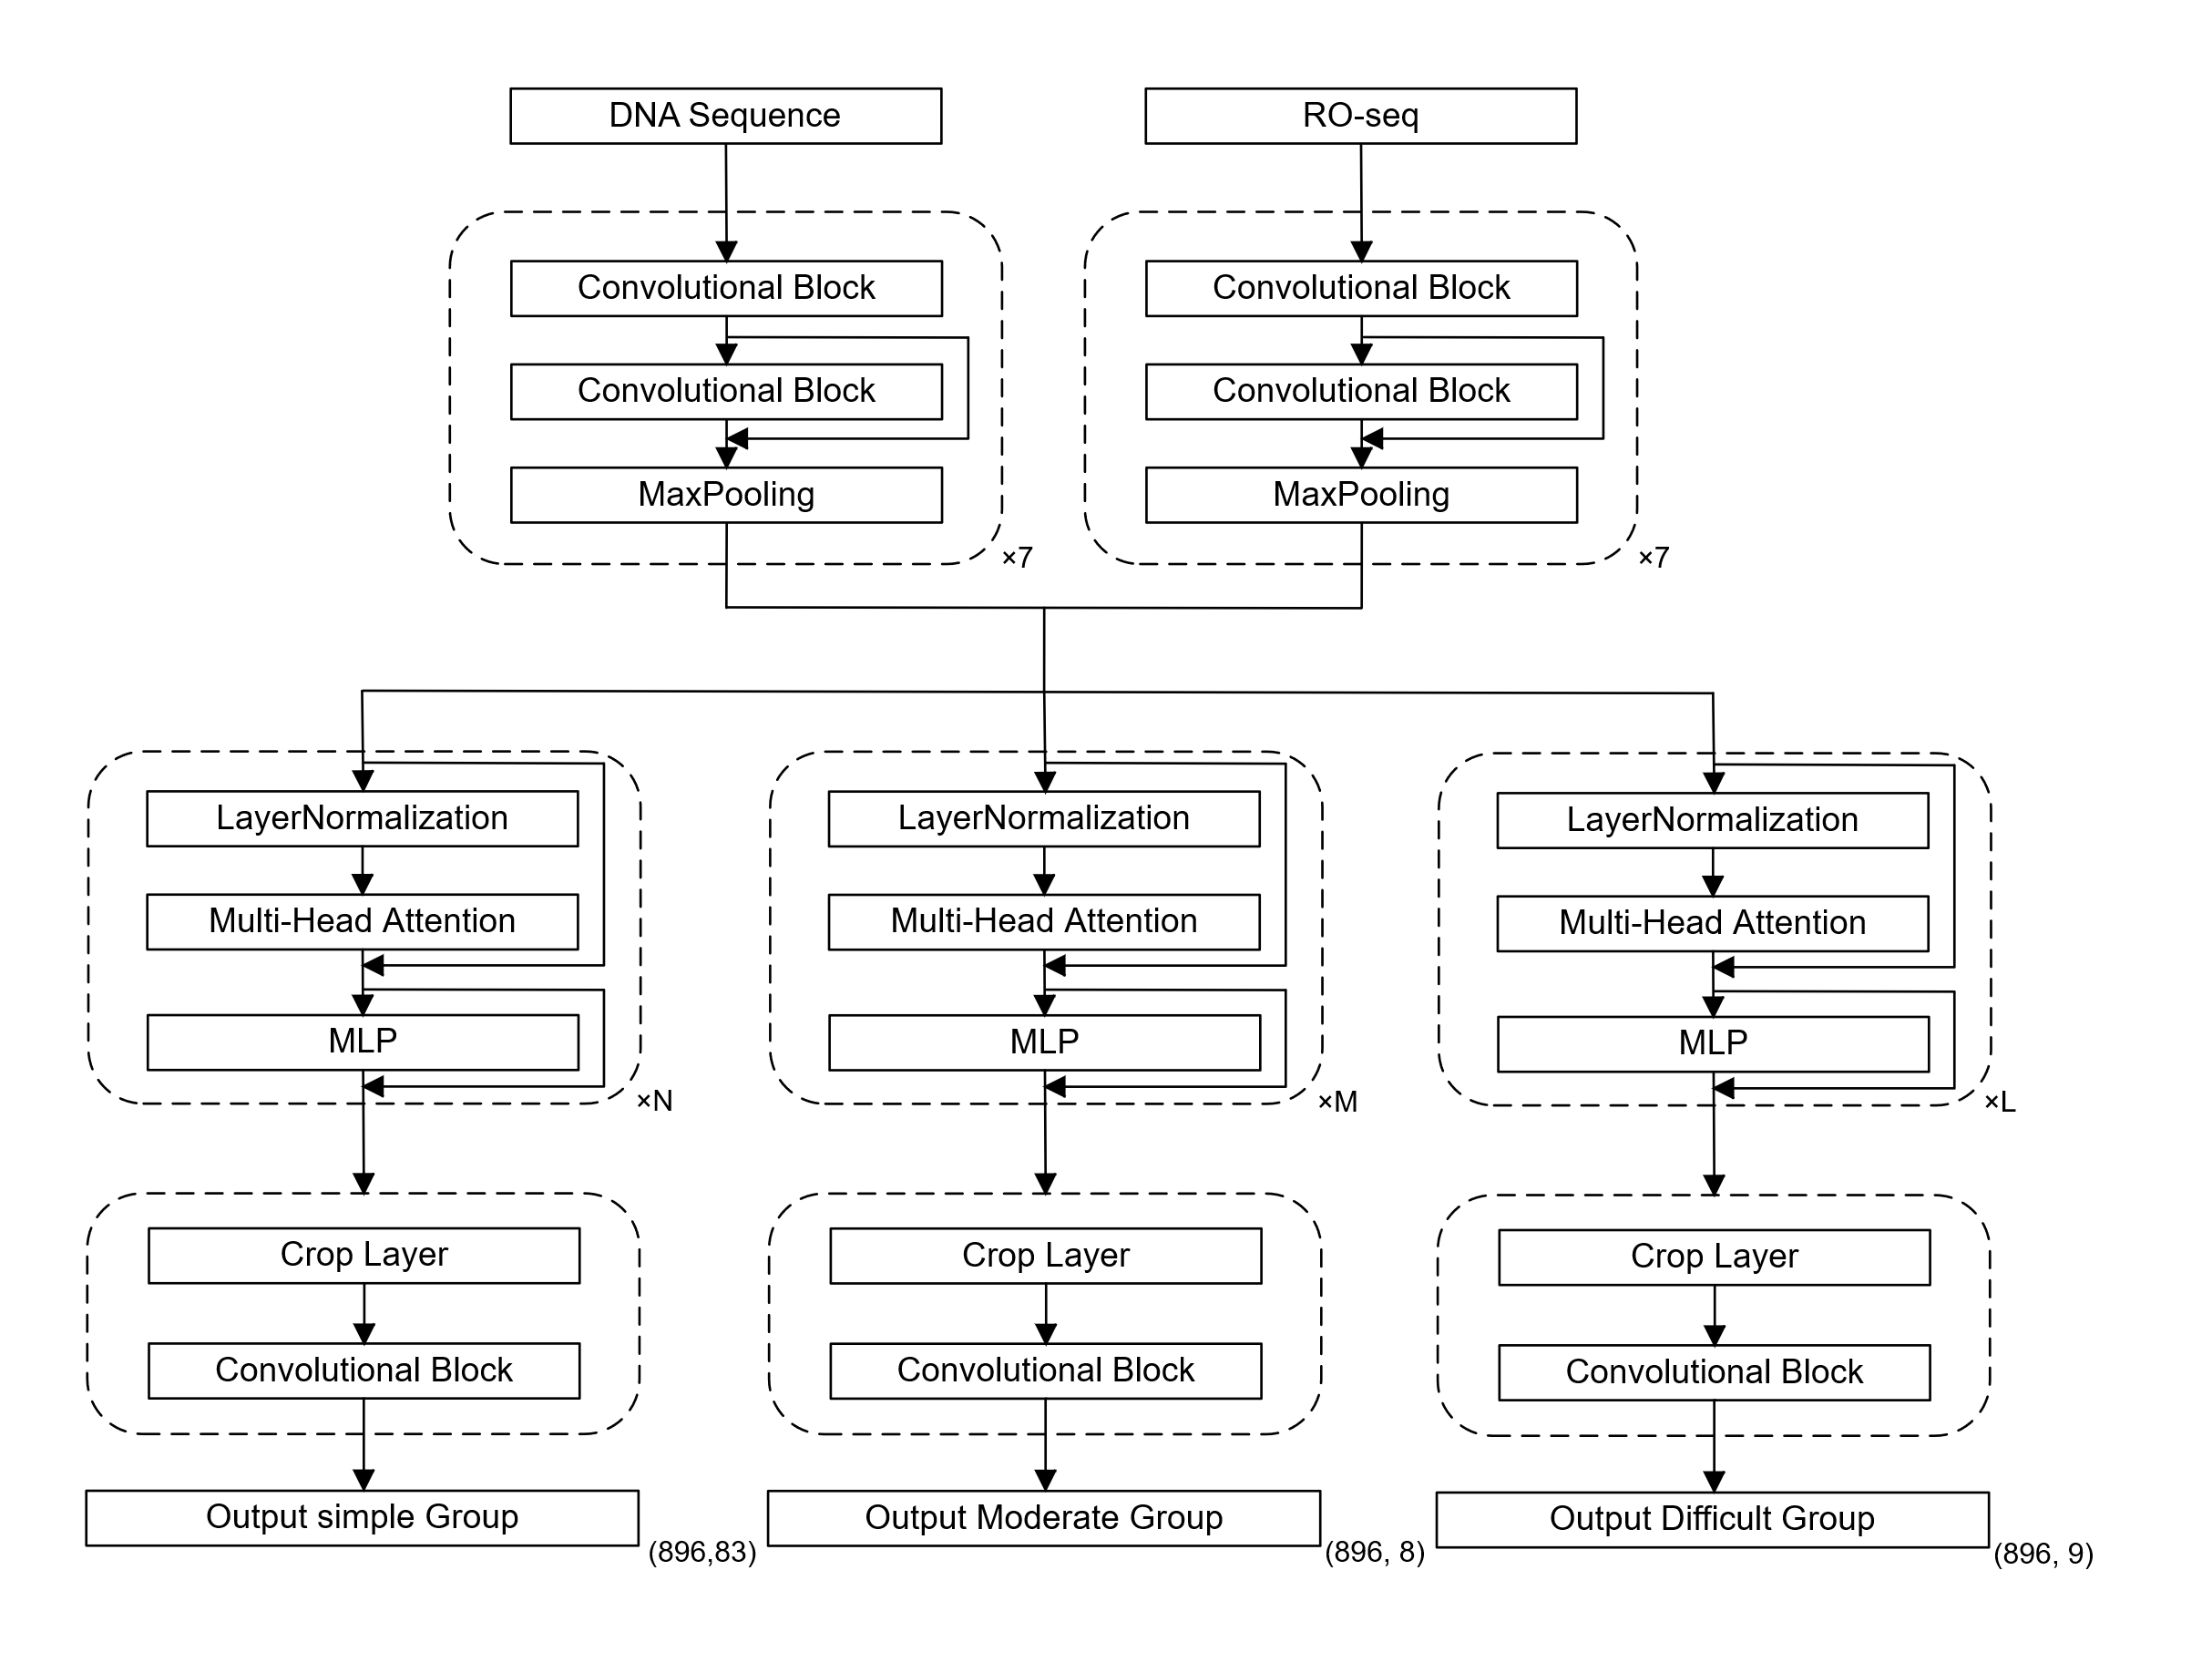 DNA Sequence
RO-seq
Convolutional Block
Convolutional Block
MaxPooling
×7
Convolutional Block
Convolutional Block
MaxPooling
×7
LayerNormalization
Multi-Head Attention
MLP
×N
LayerNormalization
Multi-Head Attention
MLP
×M
LayerNormalization
Multi-Head Attention
MLP
×L
Crop Layer
Convolutional Block
Output simple Group
(896,83)
Crop Layer
Convolutional Block
Output Moderate Group
(896, 8)
Crop Layer
Convolutional Block
Output Difficult Group
(896, 9)